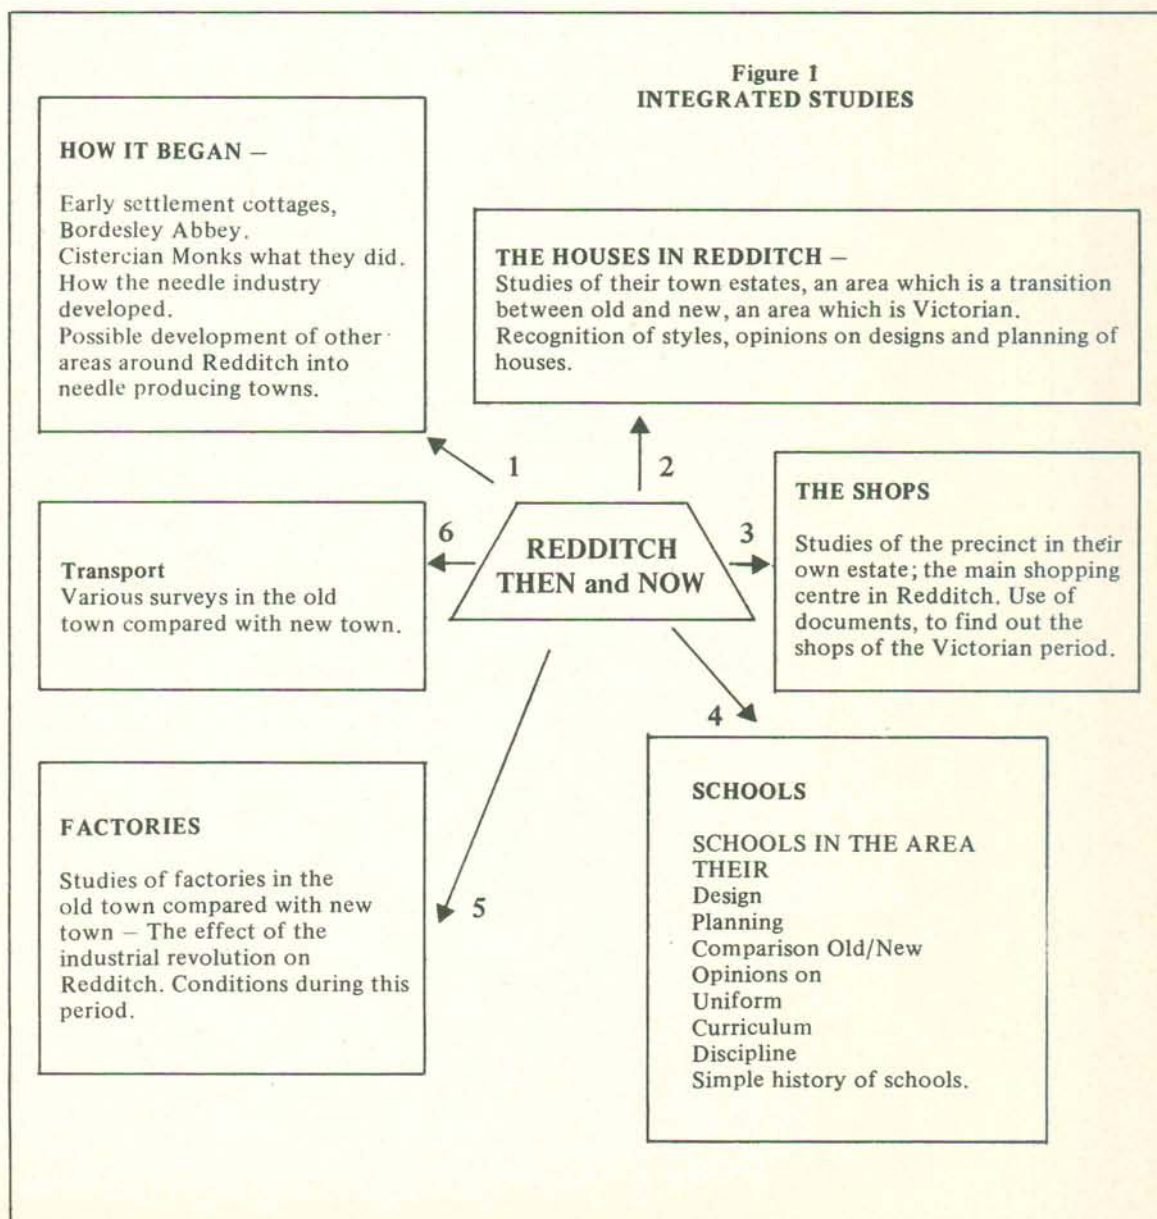 Figure 1
INTEGRATED STUDIES
HOW IT BEGAN –
Early settlement cottages,
Bordesley Abbey.
Cistercian Monks what they did.
How the needle industry
developed.
Possible development of other
areas around Redditch into
needle producing towns.
THE HOUSES IN REDDITCH –
Studies of their town estates, an area which is a transition
between old and new, an area which is Victorian.
Recognition of styles, opinions on designs and planning of
houses.
1
2
THE SHOPS
Studies of the precinct in their
own estate; the main shopping
centre in Redditch. Use of
documents, to find out the
shops of the Victorian period.
6
REDDITCH
THEN and NOW
3
Transport
Various surveys in the old
town compared with new town.
4
SCHOOLS
SCHOOLS IN THE AREA
THEIR
Design
Planning
Comparison Old/New
Opinions on
Uniform
Curriculum
Discipline
Simple history of schools.
5
FACTORIES
Studies of factories in the
old town compared with new
town – The effect of the
industrial revolution on
Redditch. Conditions during this
period.